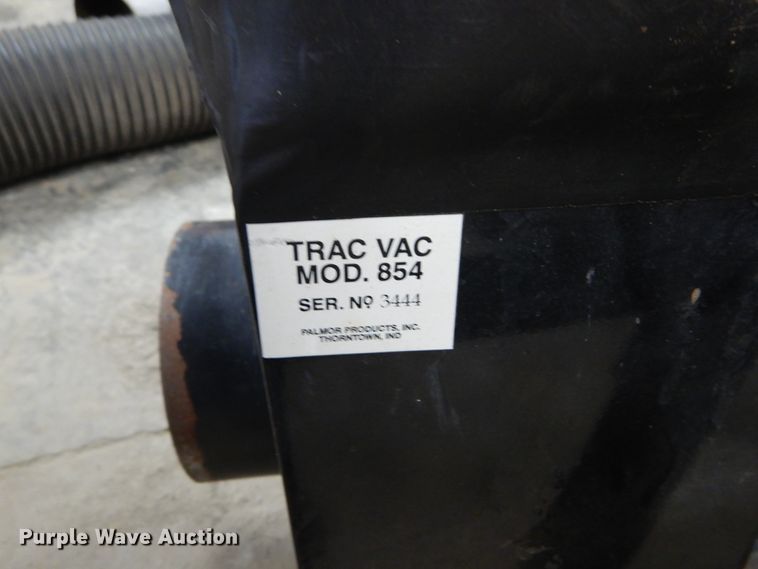 TRAC VAC
MOD. 854
SER. Nº 3444
PALMOR PRODUCTS, INC.
THORNTOWN, IND
Purple Wave Auction